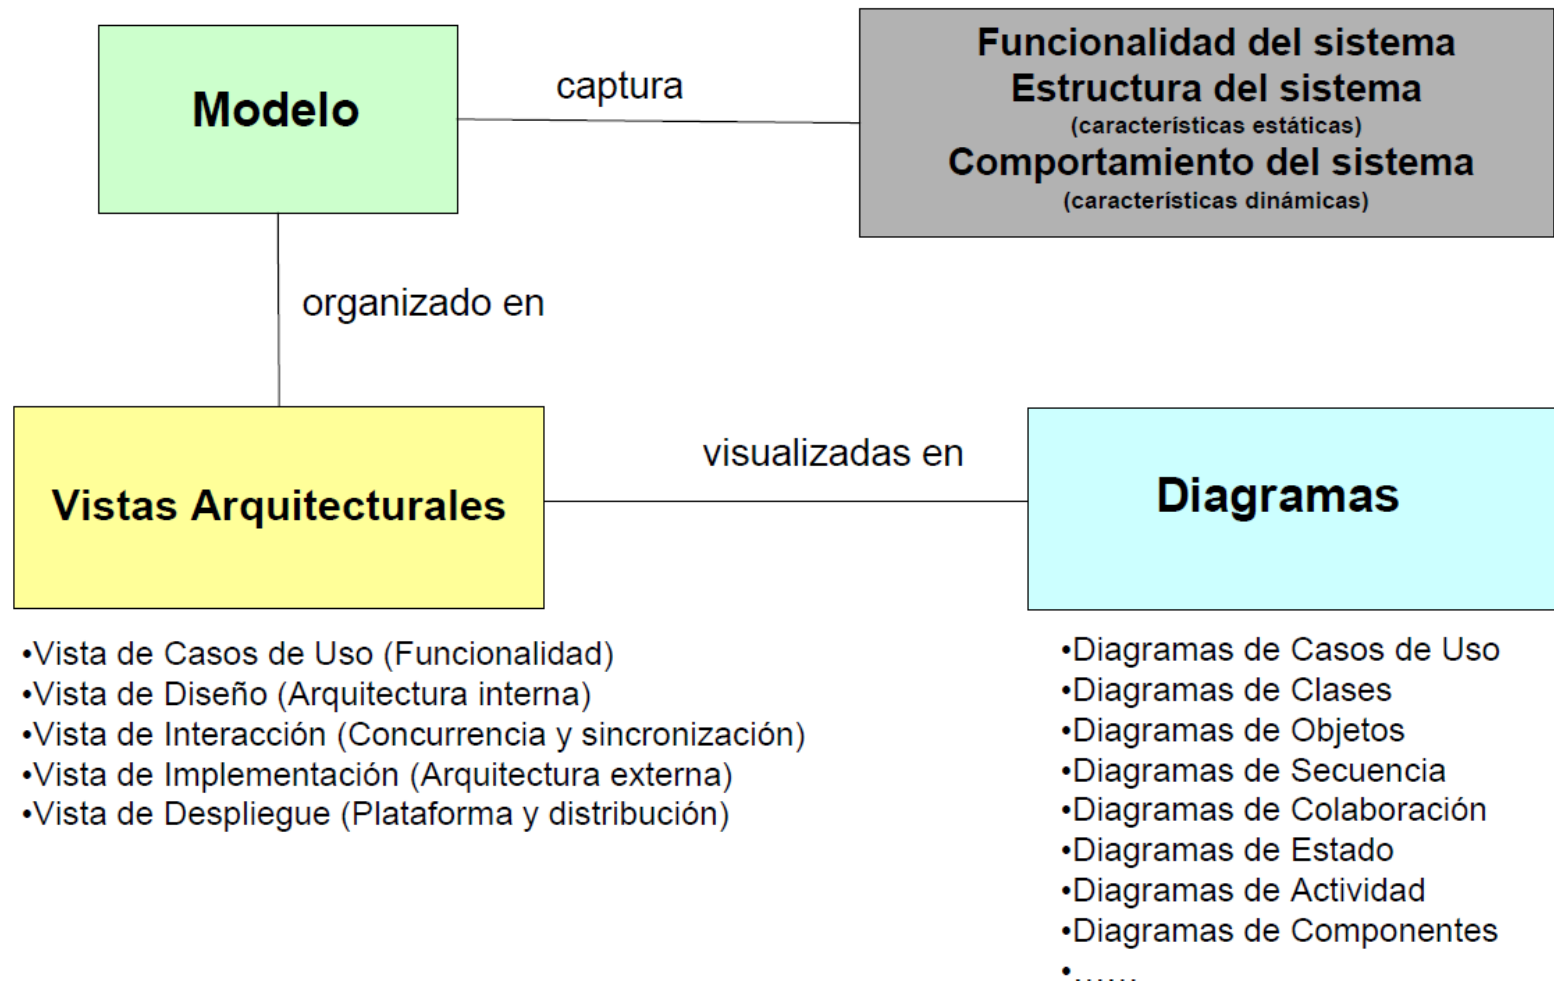 Modelo
captura
Funcionalidad del sistema
Estructura del sistema
(características estáticas)
Comportamiento del sistema
(características dinámicas)
organizado en
Vistas Arquitecturales
visualizadas en
Diagramas
•Vista de Casos de Uso (Funcionalidad)
•Vista de Diseño (Arquitectura interna)
•Vista de Interacción (Concurrencia y sincronización)
•Vista de Implementación (Arquitectura externa)
•Vista de Despliegue (Plataforma y distribución)
•Diagramas de Casos de Uso
•Diagramas de Clases
•Diagramas de Objetos
•Diagramas de Secuencia
•Diagramas de Colaboración
•Diagramas de Estado
•Diagramas de Actividad
•Diagramas de Componentes
•......